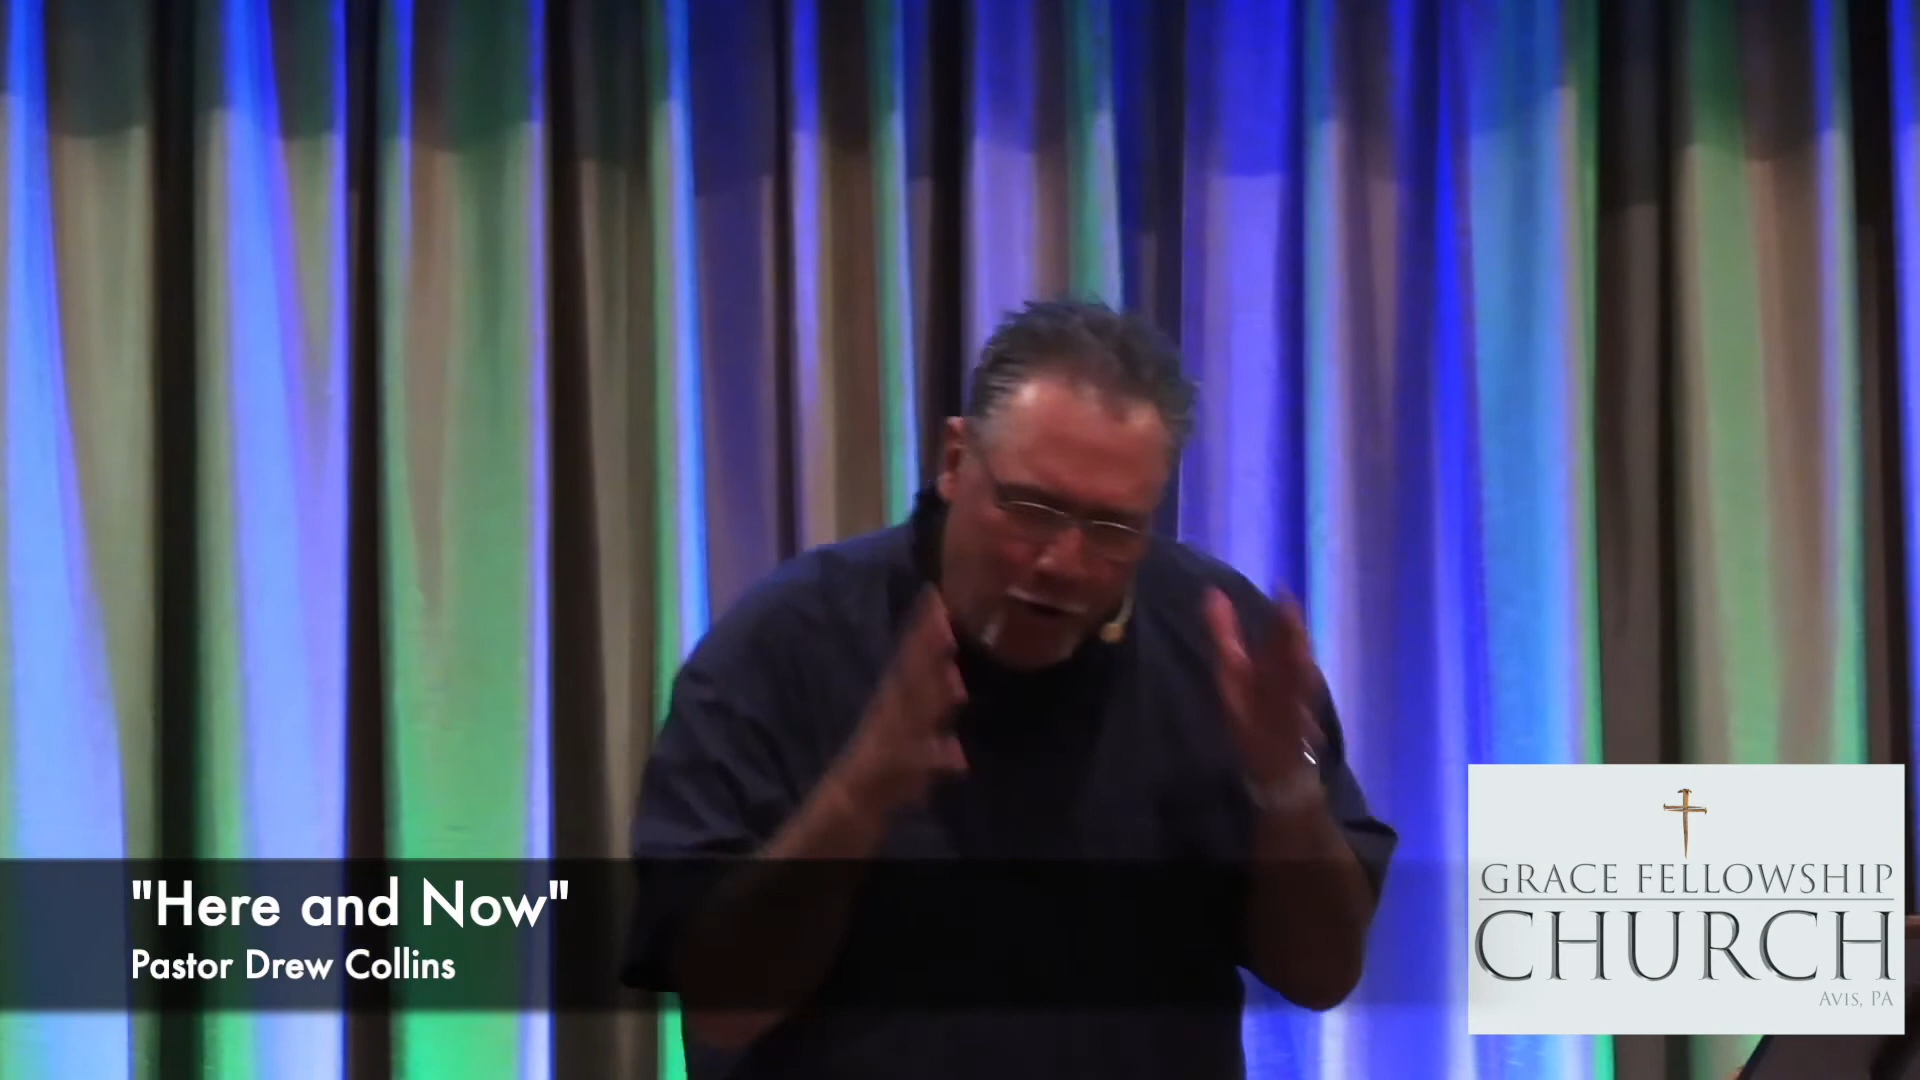 "Here and Now"
Pastor Drew Collins
GRACE FELLOWSHIP
CHURCH
AVIS, PA